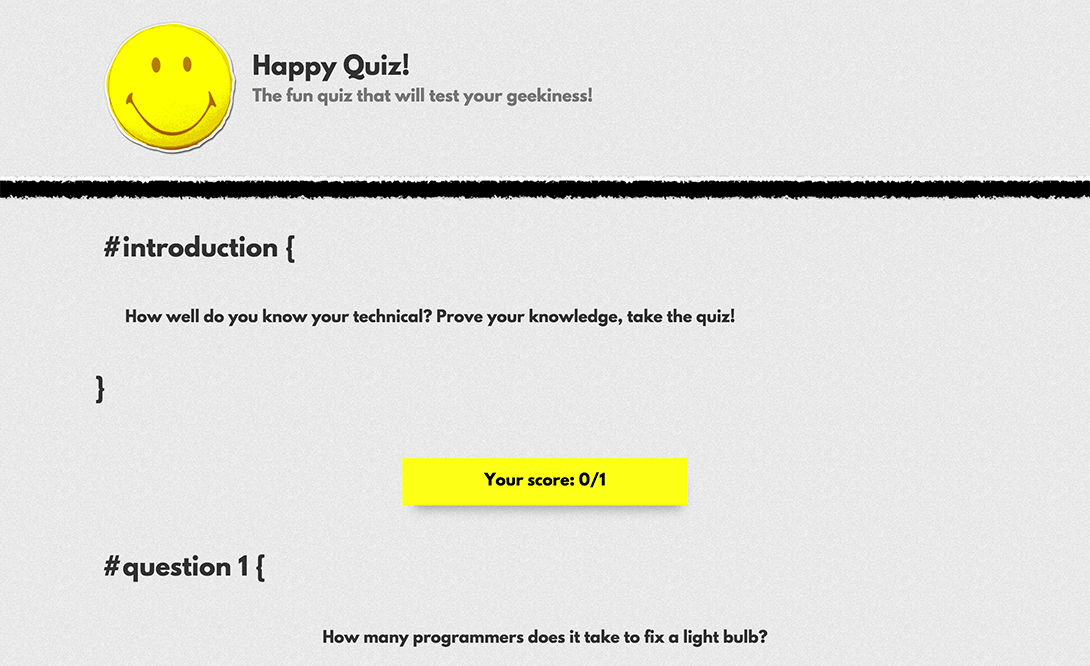 Happy Quiz!
The fun quiz that will test your geekiness!
#introduction {
How well do you know your technical? Prove your knowledge, take the quiz!
}
Your score: 0/1
#question 1 {
How many programmers does it take to fix a light bulb?